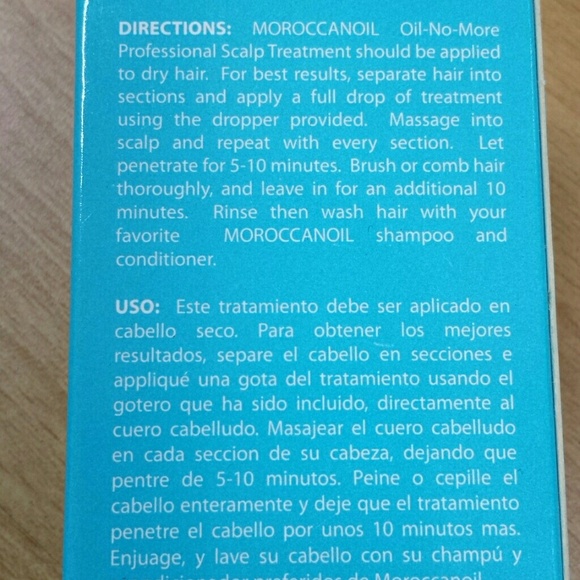 DIRECTIONS: MOROCCANOIL Oil-No-More
Professional Scalp Treatment should be applied
to dry hair. For best results, separate hair into
sections and apply a full drop of treatment
using the dropper provided. Massage into
scalp and repeat with every section. Let
penetrate for 5-10 minutes. Brush or comb hair
thoroughly, and leave in for an additional 10
minutes. Rinse then wash hair with your
favorite MOROCCANOIL shampoo and
conditioner.
USO: Este tratamiento debe ser aplicado en
cabello seco. Para obtener los mejores
resultados, separe el cabello en secciones e
appliqué una gota del tratamiento usando el
gotero que ha sido incluido, directamente al
cuero cabelludo. Masajear el cuero cabelludo
en cada seccion de su cabeza, dejando que
pentre de 5-10 minutos. Peine o cepille el
cabello enteramente y deje que el tratamiento
penetre el cabello por unos 10 minutos mas.
Enjuage, y lave su cabello con su champú y
preferidos de Moroccanoil